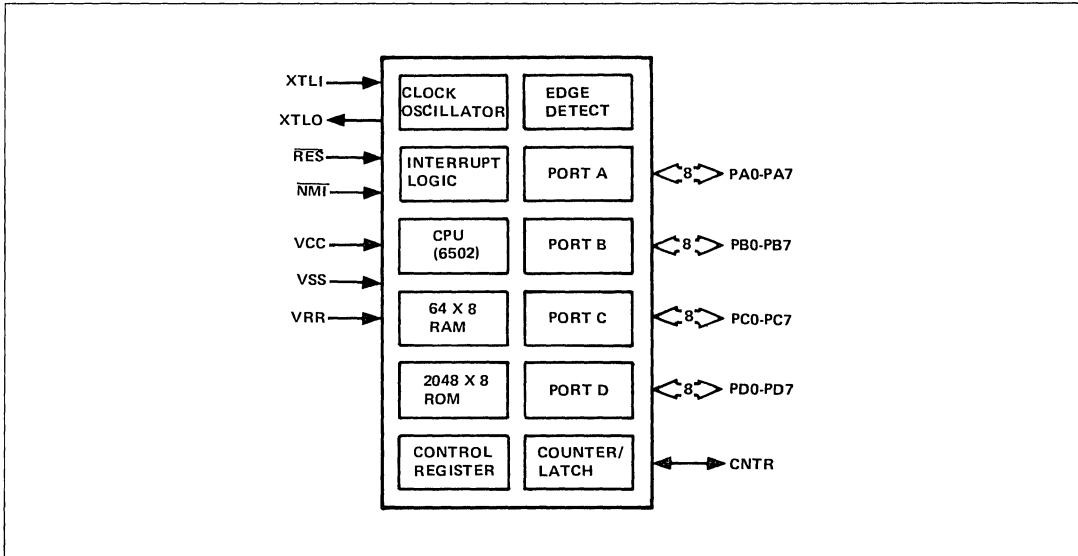 XTLI
XTLO
RES
NMI
VCC
VSS
VRR
CLOCK
OSCILLATOR
INTERRUPT
LOGIC
CPU
(6502)
64 X 8
RAM
2048 X 8
ROM
CONTROL
REGISTER
EDGE
DETECT
PORT A
PORT B
PORT C
PORT D
COUNTER/
LATCH
8 PA0-PA7
8 PB0-PB7
8 PC0-PC7
8 PD0-PD7
CNTR